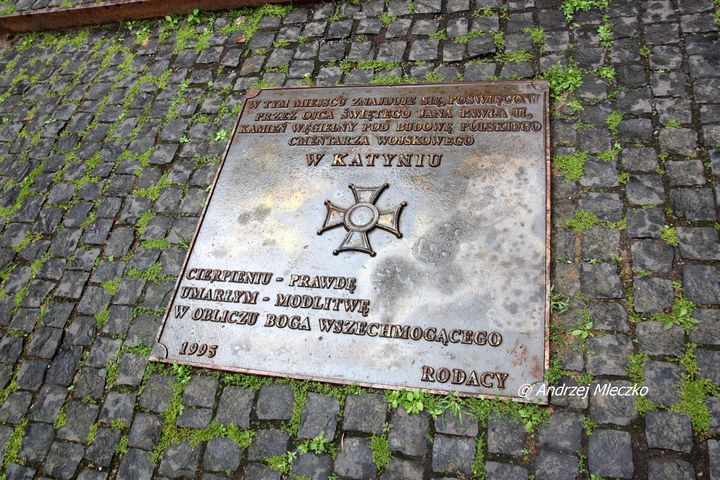 W TYM MIEJSCU ZNAJDUJE SIĘ, POŚWIĘCONY
PRZEZ OJCA ŚWIĘTEGO JANA PAWŁA II,
KAMIEŃ WĘGIELNY POD BUDOWĘ POLSKIEGO
CMENTARZA WOJSKOWEGO
W KATYNIU
CIERPIENIU - PRAWDĘ
UMARŁYM - MODLITWĘ
W OBLICZU BOGA WSZECHMOGĄCEGO
1995
RODACY
© Andrzej Mleczko